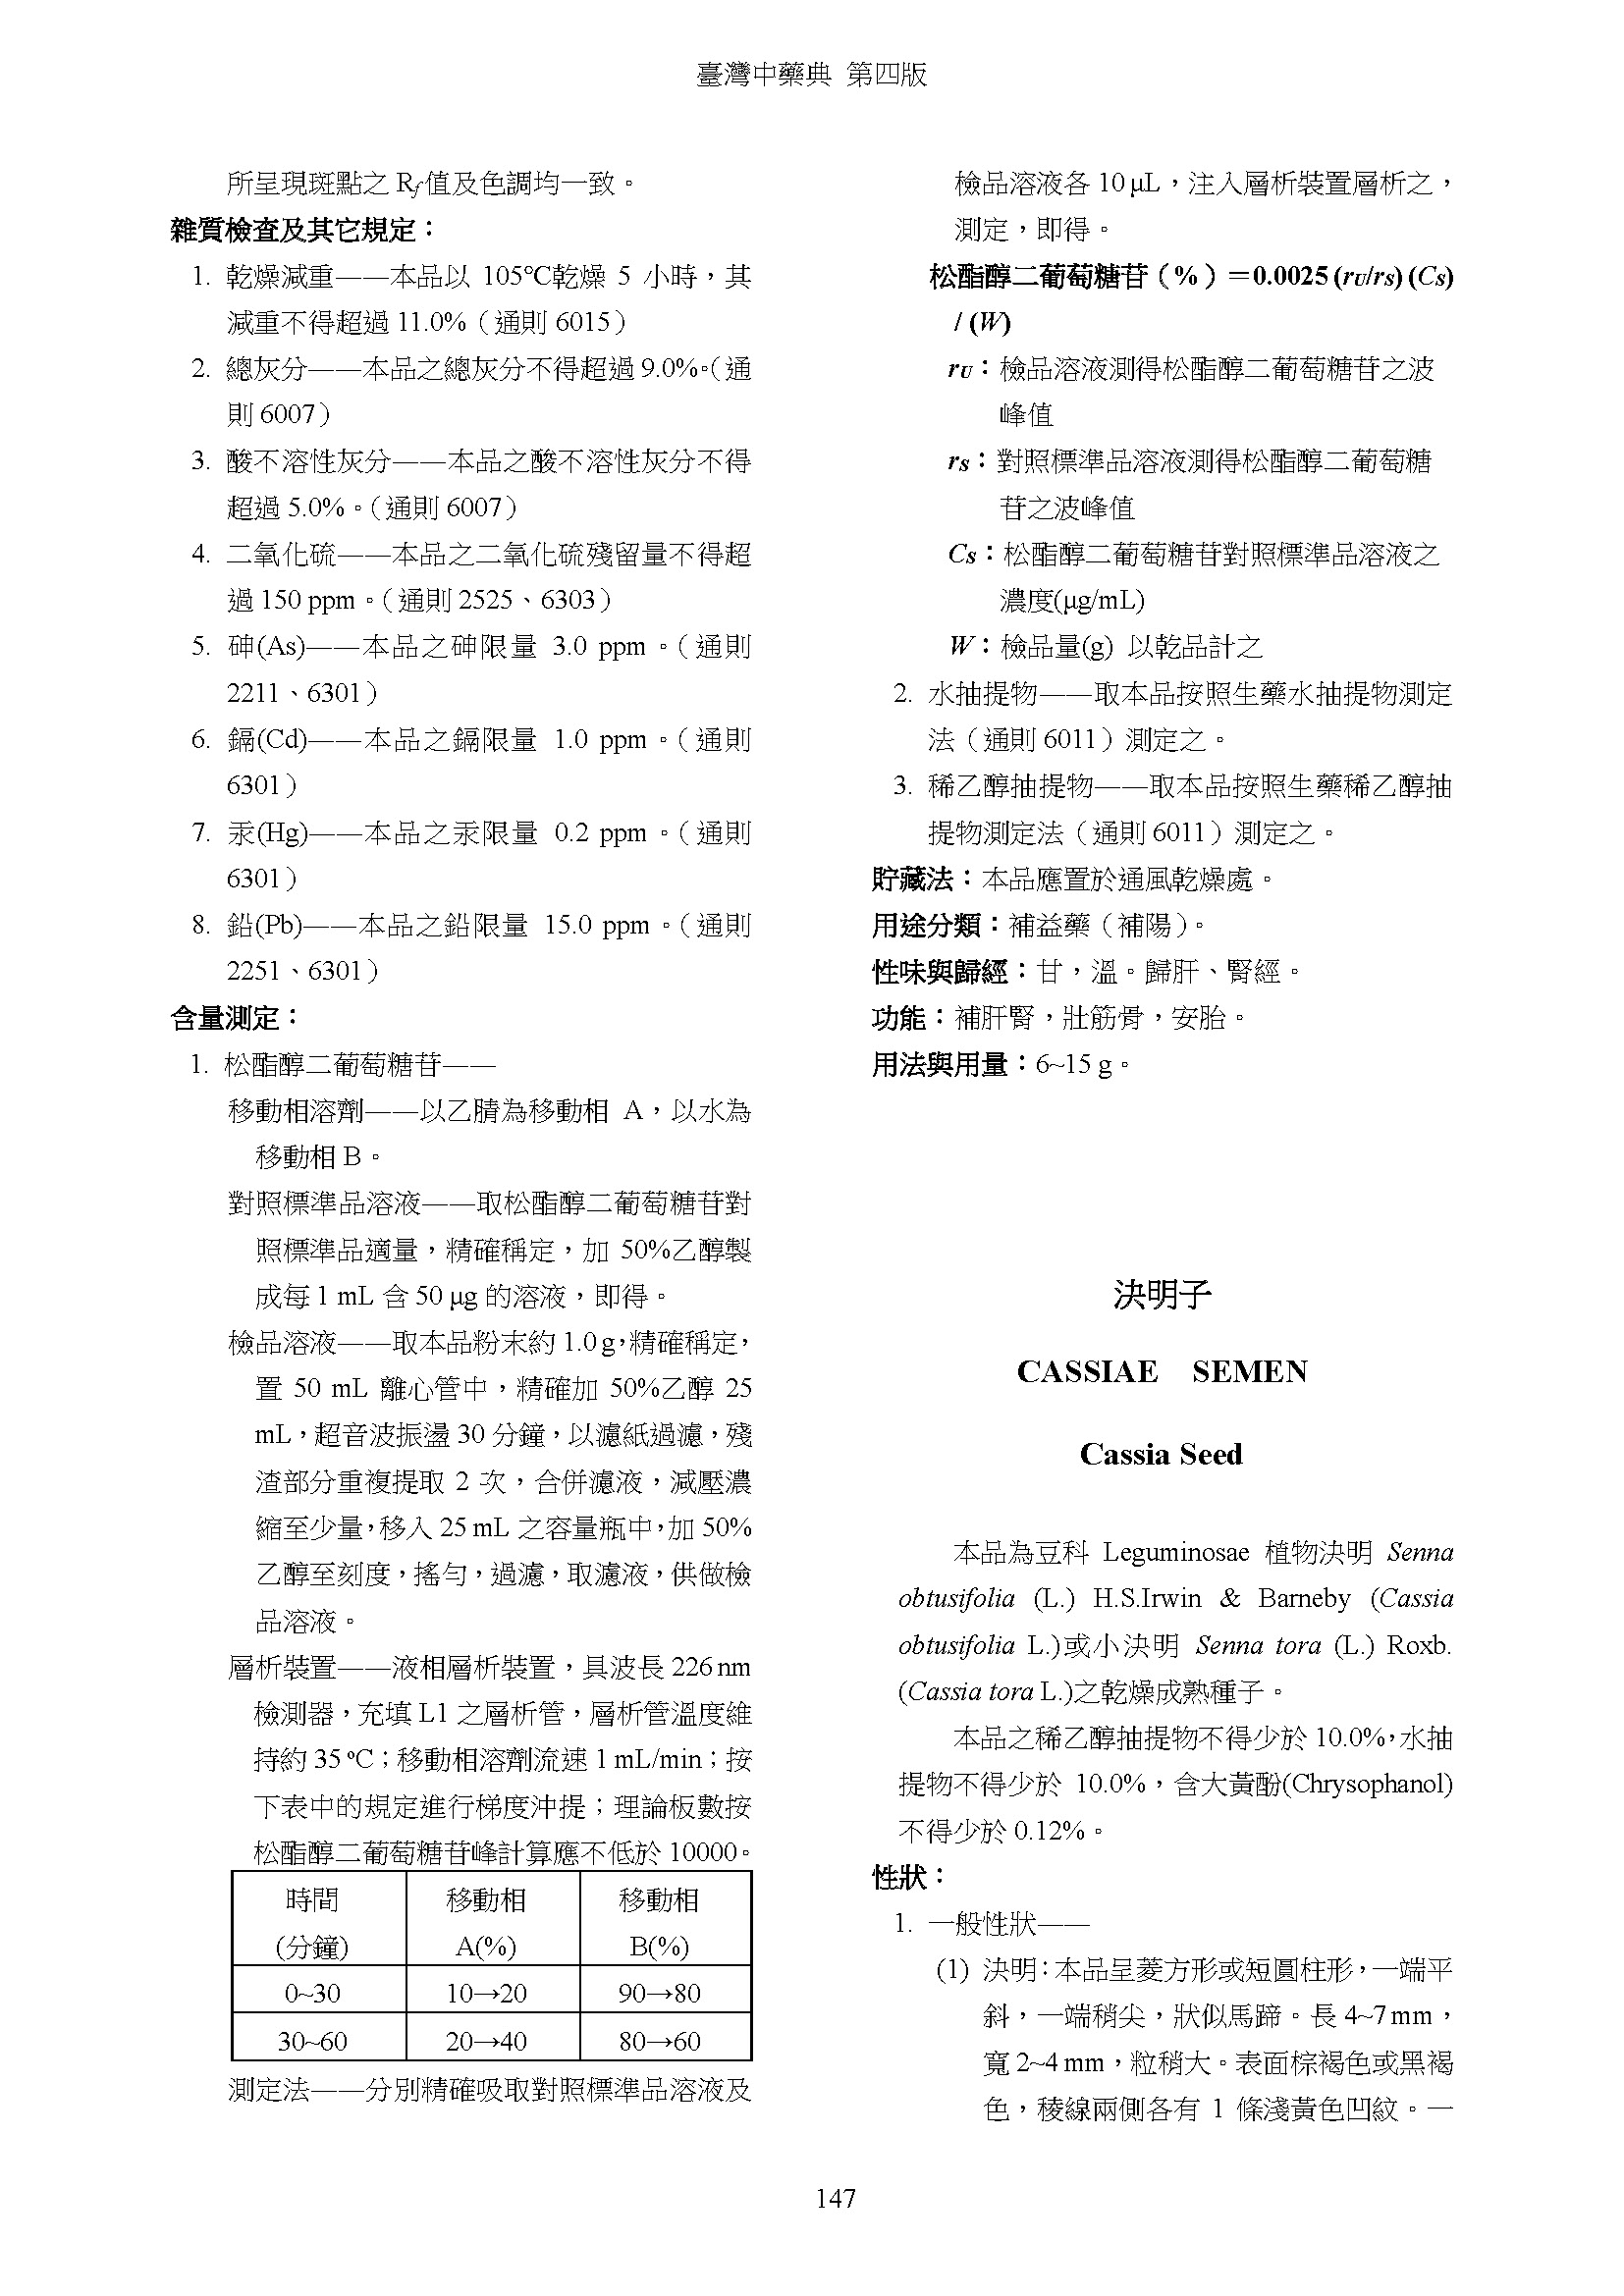 臺灣中藥典 第四版
所呈現斑點之 Rf值及色調均一致。
雜質檢查及其它規定：
1. 乾燥減重——本品以 105℃乾燥 5 小時，其
減重不得超過 11.0%（通則 6015）
2. 總灰分——本品之總灰分不得超過 9.0%。（通
則 6007）
3. 酸不溶性灰分——本品之酸不溶性灰分不得
超過 5.0%。（通則 6007）
4. 二氧化硫——本品之二氧化硫殘留量不得超
過 150 ppm。（通則 2525、6303）
5. 砷(As)——本品之砷限量 3.0 ppm。（通則
2211、6301）
6. 鎘(Cd)——本品之鎘限量 1.0 ppm。（通則
6301）
7. 汞(Hg)——本品之汞限量 0.2 ppm。（通則
6301）
8. 鉛(Pb)——本品之鉛限量 15.0 ppm。（通則
2251、6301）
含量測定：
1. 松酯醇二葡萄糖苷——
移動相溶劑——以乙腈為移動相 A，以水為
移動相 B。
對照標準品溶液——取松酯醇二葡萄糖苷對
照標準品適量，精確稱定，加 50%乙醇製
成每 1 mL 含 50 μg 的溶液，即得。
檢品溶液——取本品粉末約 1.0 g，精確稱定，
置 50 mL 離心管中，精確加 50%乙醇 25
mL，超音波振盪 30 分鐘，以濾紙過濾，殘
渣部分重複提取 2 次，合併濾液，減壓濃
縮至少量，移入 25 mL 之容量瓶中，加 50%
乙醇至刻度，搖勻，過濾，取濾液，供做檢
品溶液。
層析裝置——液相層析裝置，具波長 226 nm
檢測器，充填 L1 之層析管，層析管溫度維
持約 35 ℃；移動相溶劑流速 1 mL/min；按
下表中的規定進行梯度沖提；理論板數按
松酯醇二葡萄糖苷峰計算應不低於 10000。
時間 移動相 移動相
(分鐘) A(%) B(%)
0~30 10→20 90→80
30~60 20→40 80→60
測定法——分別精確吸取對照標準品溶液及
檢品溶液各 10 μL，注入層析裝置層析之，
測定，即得。
松酯醇二葡萄糖苷（%）＝0.0025 (rU/rS) (CS)
/ (W)
rU：檢品溶液測得松酯醇二葡萄糖苷之波
峰值
rS：對照標準品溶液測得松酯醇二葡萄糖
苷之波峰值
CS：松酯醇二葡萄糖苷對照標準品溶液之
濃度(μg/mL)
W：檢品量(g) 以乾品計之
2. 水抽提物——取本品按照生藥水抽提物測定
法（通則 6011）測定之。
3. 稀乙醇抽提物——取本品按照生藥稀乙醇抽
提物測定法（通則 6011）測定之。
貯藏法：本品應置於通風乾燥處。
用途分類：補益藥（補陽）。
性味與歸經：甘，溫。歸肝、腎經。
功能：補肝腎，壯筋骨，安胎。
用法與用量：6~15 g。
決明子
CASSIAE SEMEN
Cassia Seed
本品為豆科 Leguminosae 植物決明 Senna
obtusifolia (L.) H.S.Irwin & Barneby (Cassia
obtusifolia L.)或小決明 Senna tora (L.) Roxb.
(Cassia tora L.)之乾燥成熟種子。
本品之稀乙醇抽提物不得少於 10.0%，水抽
提物不得少於 10.0%，含大黃酚(Chrysophanol)
不得少於 0.12%。
性狀：
1. 一般性狀——
(1) 決明：本品呈菱方形或短圓柱形，一端平
斜，一端稍尖，狀似馬蹄。長 4~7 mm，
寬 2~4 mm，粒稍大。表面棕褐色或黑褐
色，稜線兩側各有 1 條淺黃色凹紋。一
147